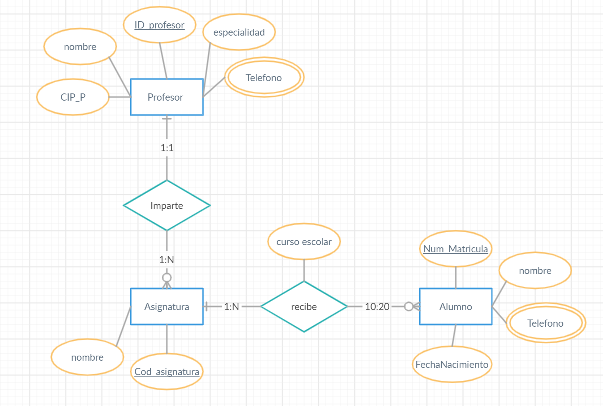 ID_profesor
nombre
especialidad
CIP_P
Profesor
Telefono
1:1
Imparte
1:N
curso escolar
Num_Matricula
nombre
Asignatura
1:N
recibe
10:20
Alumno
Telefono
nombre
Cod_asignatura
FechaNacimiento